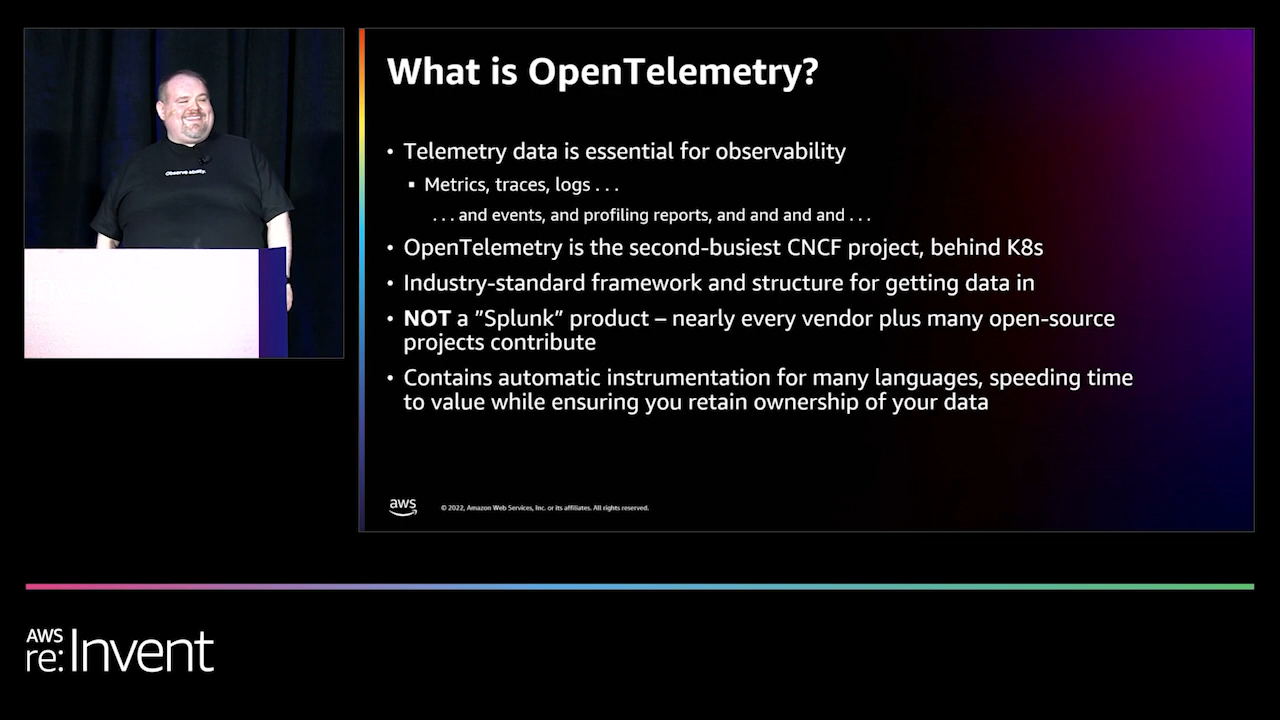 Observe ability.
What is OpenTelemetry?
• Telemetry data is essential for observability
▪ Metrics, traces, logs . . .
. . . and events, and profiling reports, and and and and . . .
• OpenTelemetry is the second-busiest CNCF project, behind K8s
• Industry-standard framework and structure for getting data in
• NOT a ”Splunk” product – nearly every vendor plus many open-source
projects contribute
• Contains automatic instrumentation for many languages, speeding time
to value while ensuring you retain ownership of your data
aws
© 2022, Amazon Web Services, Inc. or its affiliates. All rights reserved.
AWS
re:Invent